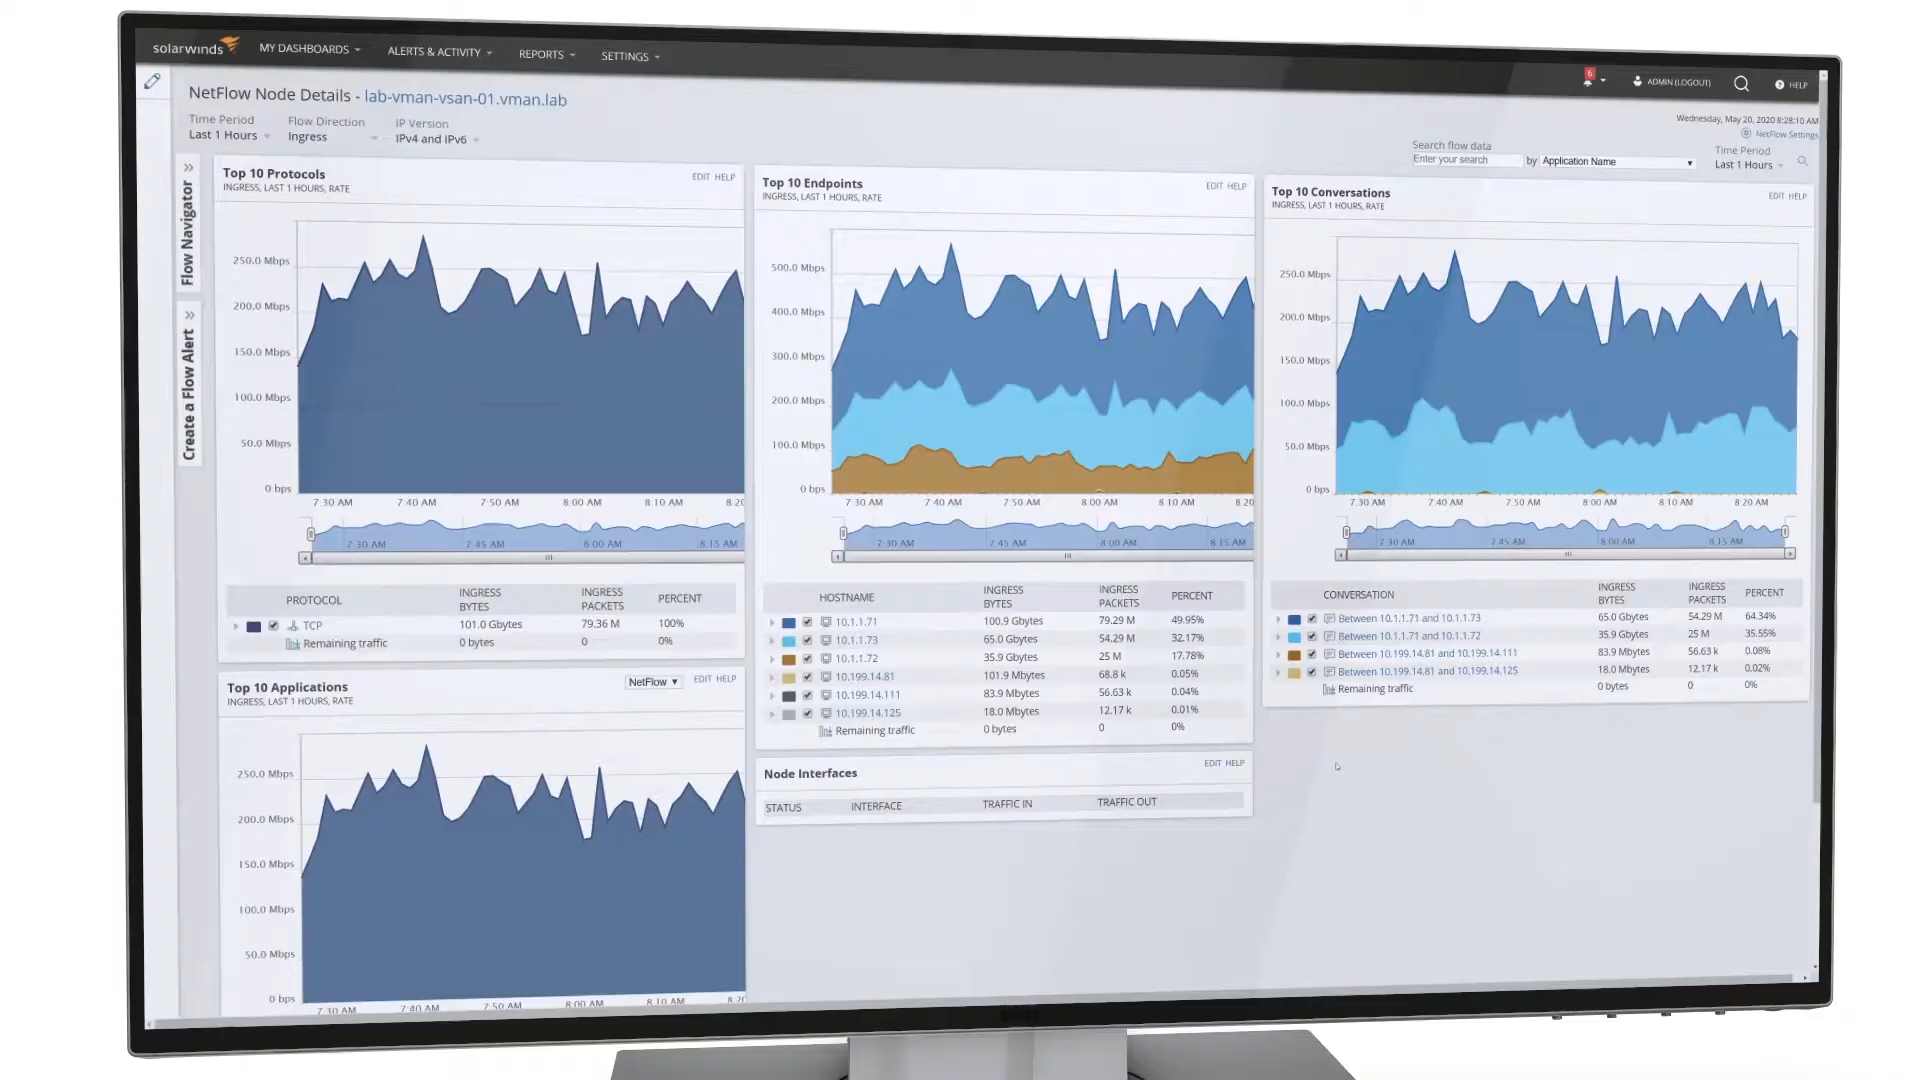 solarwinds MY DASHBOARDS ALERTS & ACTIVITY REPORTS SETTINGS
6 ADMIN (LOGOUT) HELP
NetFlow Node Details - lab-vman-vsan-01.vman.lab
Wednesday, May 20, 2020 8:28:10 AM
NetFlow Settings
Time Period Flow Direction IP Version
Last 1 Hours Ingress IPv4 and IPv6
Search flow data Time Period
Enter your search by Application Name Last 1 Hours
Flow Navigator
Create a Flow Alert
Top 10 Protocols EDIT HELP
INGRESS, LAST 1 HOURS, RATE
250.0 Mbps
200.0 Mbps
150.0 Mbps
100.0 Mbps
50.0 Mbps
0 bps
7:30 AM 7:40 AM 7:50 AM 8:00 AM 8:10 AM 8:20
7:30 AM 7:45 AM 8:00 AM 8:15 AM
PROTOCOL INGRESS BYTES INGRESS PACKETS PERCENT
TCP 101.0 Gbytes 79.36 M 100%
Remaining traffic 0 bytes 0 0%
Top 10 Applications NetFlow EDIT HELP
INGRESS, LAST 1 HOURS, RATE
250.0 Mbps
200.0 Mbps
150.0 Mbps
100.0 Mbps
50.0 Mbps
0 bps
7:30 AM 7:40 AM 7:50 AM 8:00 AM 8:10 AM 8:20
Top 10 Endpoints EDIT HELP
INGRESS, LAST 1 HOURS, RATE
500.0 Mbps
400.0 Mbps
300.0 Mbps
200.0 Mbps
100.0 Mbps
0 bps
7:30 AM 7:40 AM 7:50 AM 8:00 AM 8:10 AM 8:20
7:30 AM 7:45 AM 8:00 AM 8:15 AM
HOSTNAME INGRESS BYTES INGRESS PACKETS PERCENT
10.1.1.71 100.9 Gbytes 79.29 M 49.95%
10.1.1.73 65.0 Gbytes 54.29 M 32.17%
10.1.1.72 35.9 Gbytes 25 M 17.78%
10.199.14.81 101.9 Mbytes 68.8 k 0.05%
10.199.14.111 83.9 Mbytes 56.63 k 0.04%
10.199.14.125 18.0 Mbytes 12.17 k 0.01%
Remaining traffic 0 bytes 0 0%
Node Interfaces EDIT HELP
STATUS INTERFACE TRAFFIC IN TRAFFIC OUT
Top 10 Conversations EDIT HELP
INGRESS, LAST 1 HOURS, RATE
250.0 Mbps
200.0 Mbps
150.0 Mbps
100.0 Mbps
50.0 Mbps
0 bps
7:30 AM 7:40 AM 7:50 AM 8:00 AM 8:10 AM 8:20 AM
7:30 AM 7:45 AM 8:00 AM 8:15 AM
CONVERSATION INGRESS BYTES INGRESS PACKETS PERCENT
Between 10.1.1.71 and 10.1.1.73 65.0 Gbytes 54.29 M 64.34%
Between 10.1.1.71 and 10.1.1.72 35.9 Gbytes 25 M 35.55%
Between 10.199.14.81 and 10.199.14.111 83.9 Mbytes 56.63 k 0.08%
Between 10.199.14.81 and 10.199.14.125 18.0 Mbytes 12.17 k 0.02%
Remaining traffic 0 bytes 0 0%